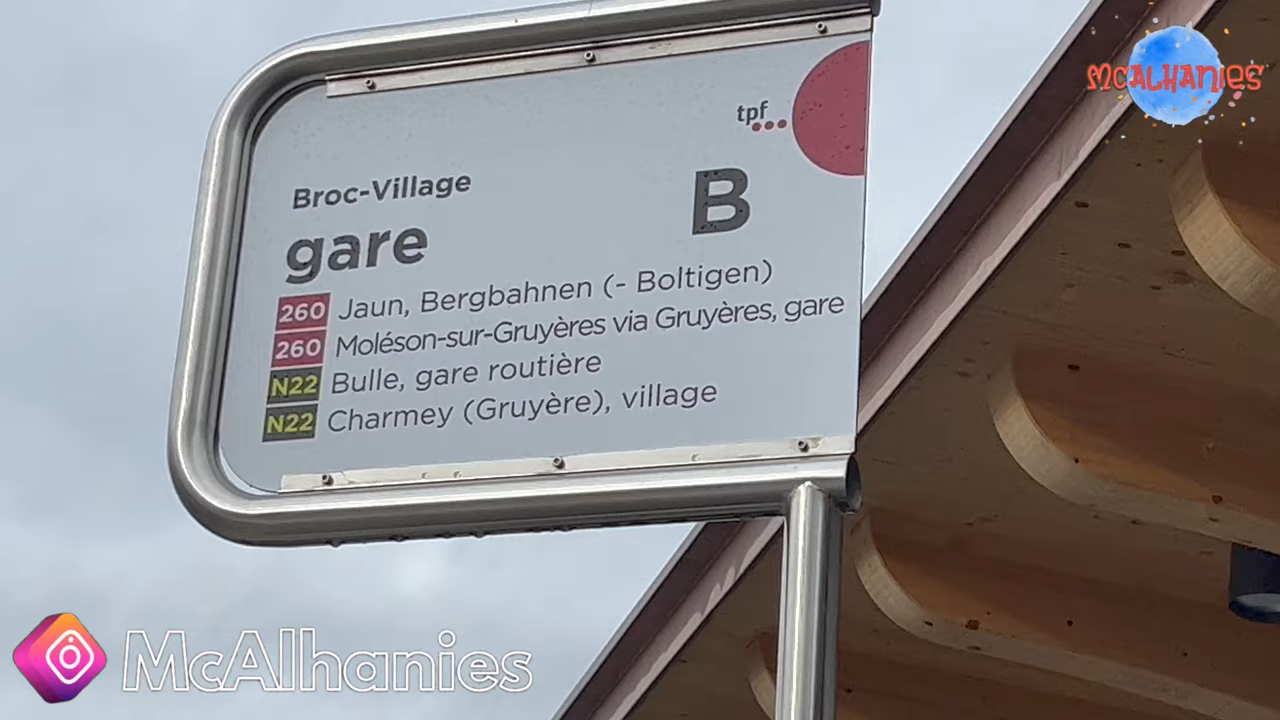 McALHANIES
tpf
Broc-Village
gare
B
260 Jaun, Bergbahnen (- Boltigen)
260 Moléson-sur-Gruyères via Gruyères, gare
N22 Bulle, gare routière
N22 Charmey (Gruyère), village
McAlhanies